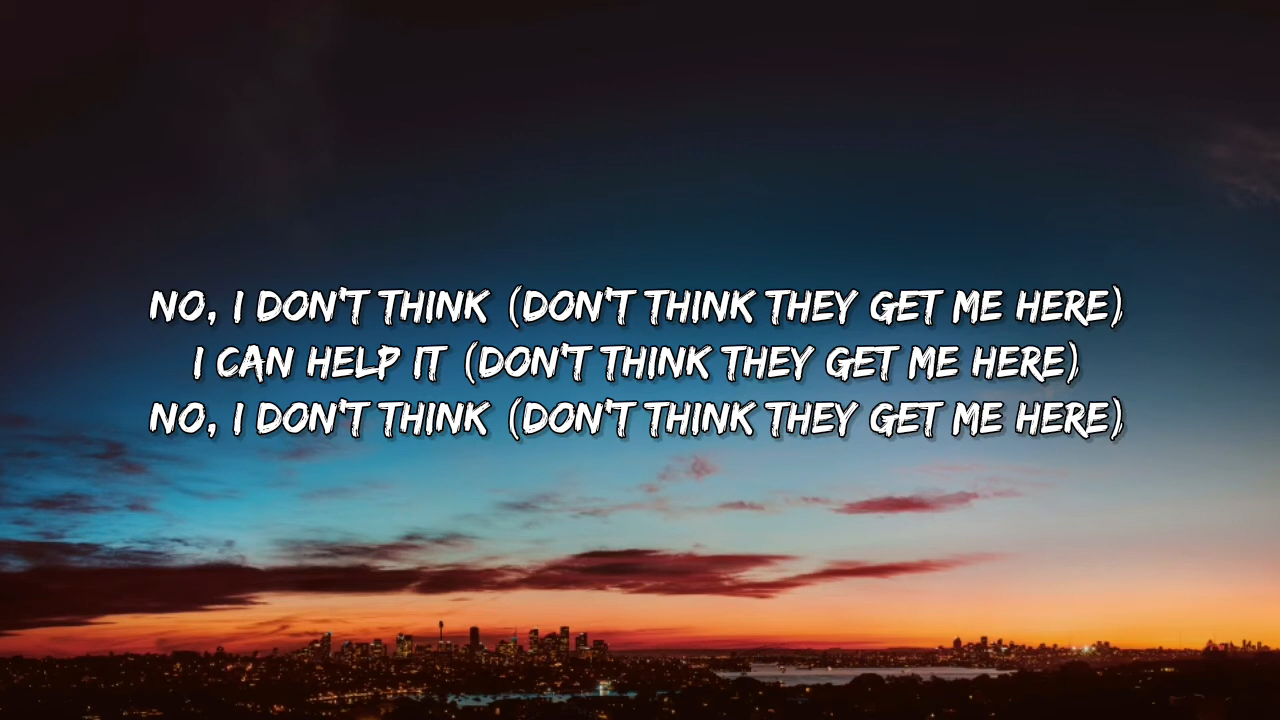 NO, I DON'T THINK (DON'T THINK THEY GET ME HERE)
I CAN HELP IT (DON'T THINK THEY GET ME HERE)
NO, I DON'T THINK (DON'T THINK THEY GET ME HERE)